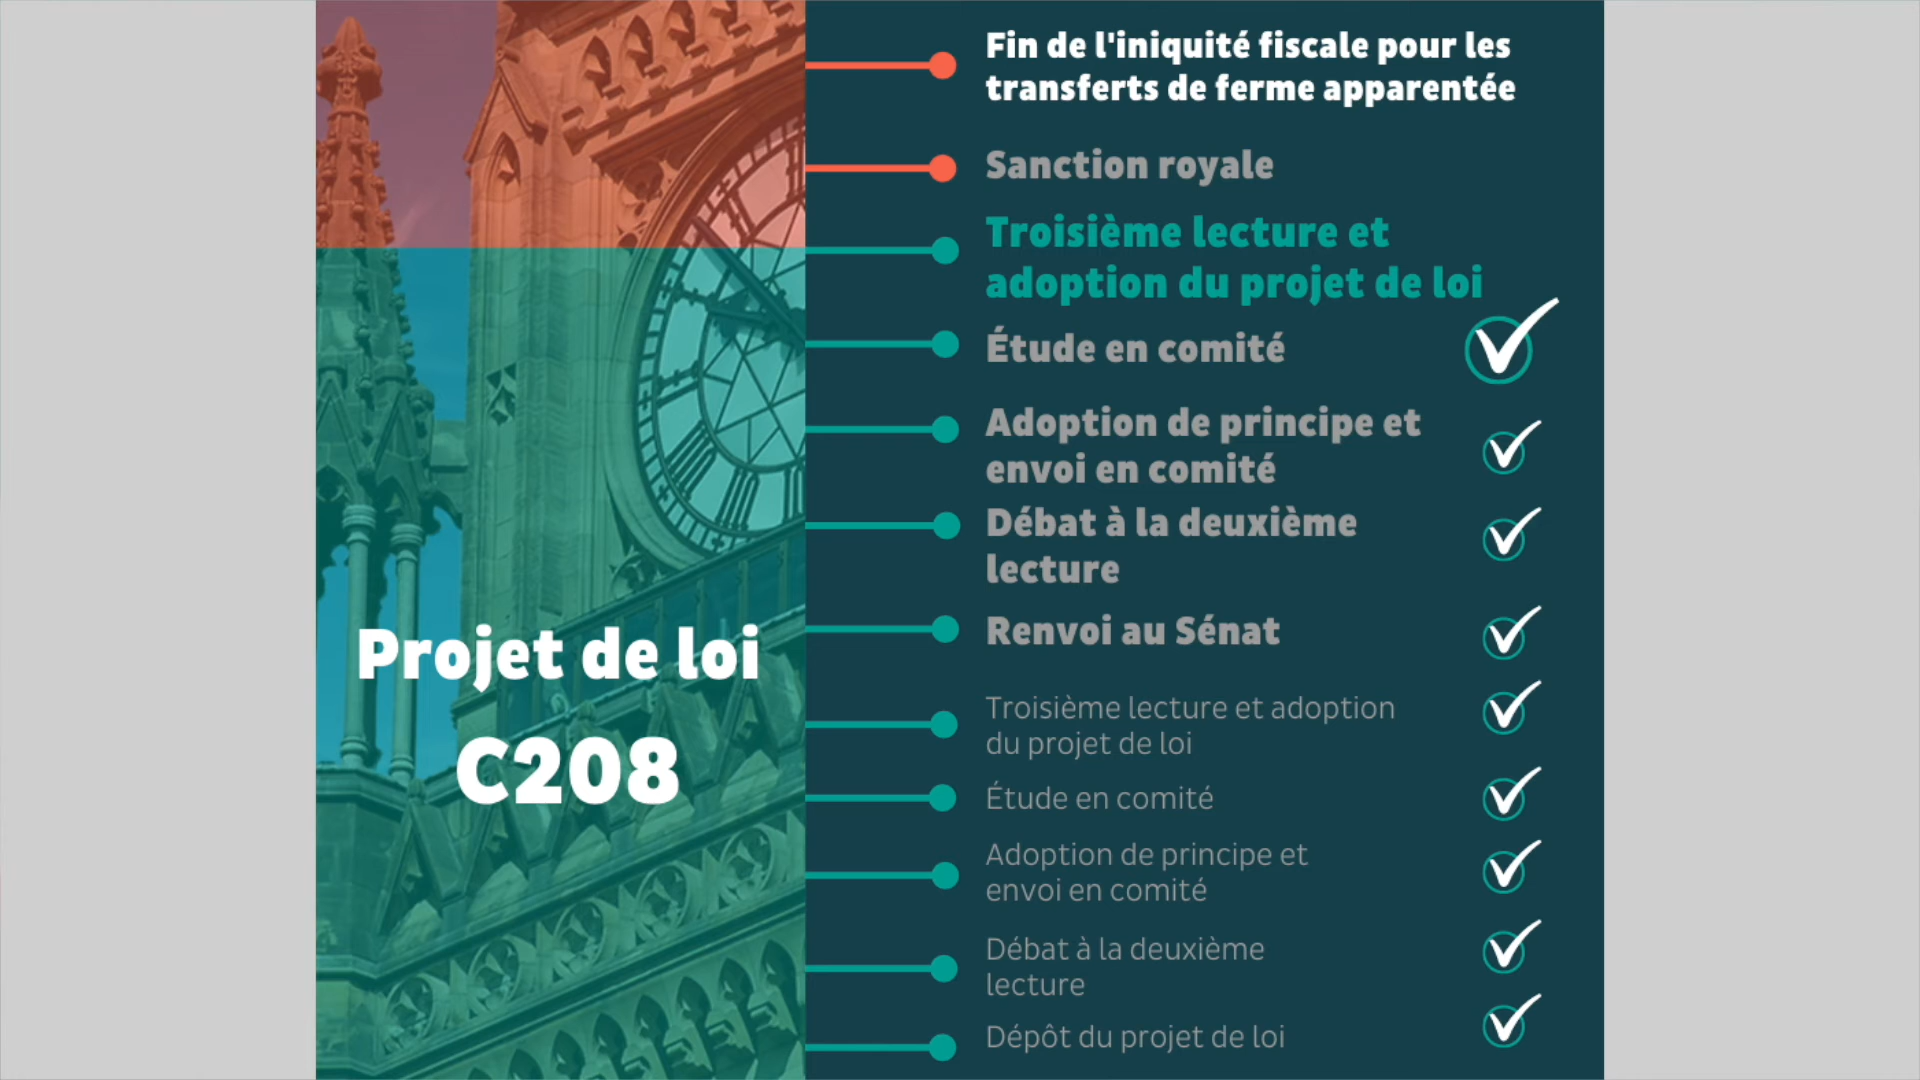 Projet de loi
C208
Fin de l'iniquité fiscale pour les
transferts de ferme apparentée
Sanction royale
Troisième lecture et
adoption du projet de loi
Étude en comité
Adoption de principe et
envoi en comité
Débat à la deuxième
lecture
Renvoi au Sénat
Troisième lecture et adoption
du projet de loi
Étude en comité
Adoption de principe et
envoi en comité
Débat à la deuxième
lecture
Dépôt du projet de loi